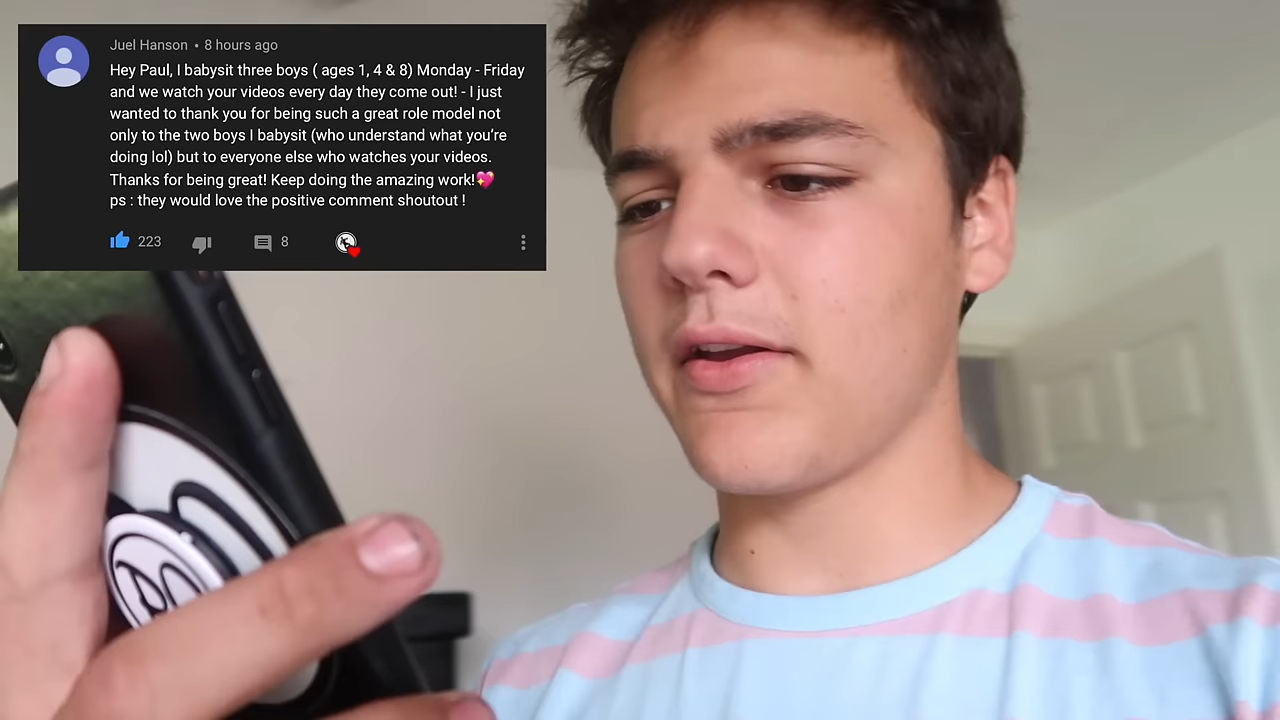 Juel Hanson • 8 hours ago
Hey Paul, I babysit three boys ( ages 1, 4 & 8) Monday - Friday
and we watch your videos every day they come out! - I just
wanted to thank you for being such a great role model not
only to the two boys I babysit (who understand what you’re
doing lol) but to everyone else who watches your videos.
Thanks for being great! Keep doing the amazing work!💖
ps : they would love the positive comment shoutout !
223 8